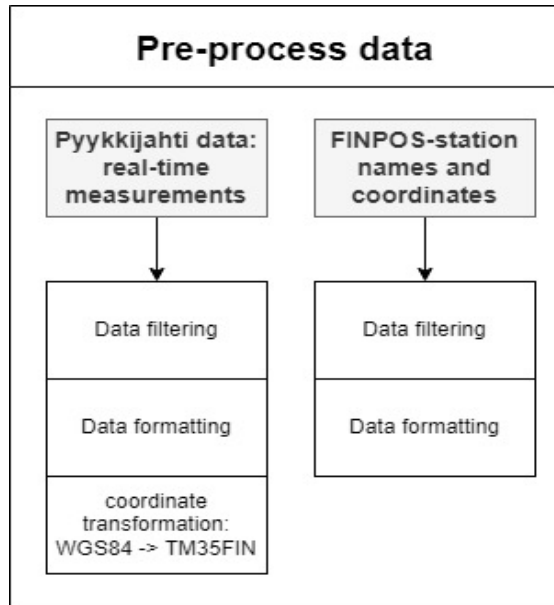 Pre-process data
Pyykkijahti data:
real-time
measurements
Data filtering
Data formatting
coordinate
transformation:
WGS84 -> TM35FIN
FINPOS-station
names and
coordinates
Data filtering
Data formatting